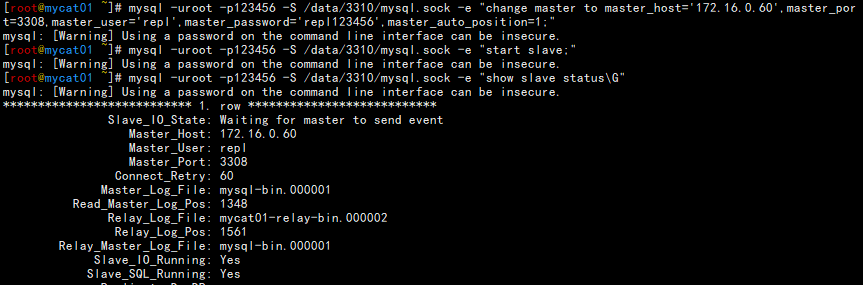 [root@mycat01 ~]# mysql -uroot -p123456 -S /data/3310/mysql.sock -e "change master to master_host='172.16.0.60',master_por
t=3308,master_user='repl',master_password='repl123456',master_auto_position=1;"
mysql: [Warning] Using a password on the command line interface can be insecure.
[root@mycat01 ~]# mysql -uroot -p123456 -S /data/3310/mysql.sock -e "start slave;"
mysql: [Warning] Using a password on the command line interface can be insecure.
[root@mycat01 ~]# mysql -uroot -p123456 -S /data/3310/mysql.sock -e "show slave status\G"
mysql: [Warning] Using a password on the command line interface can be insecure.
*************************** 1. row ***************************
Slave_IO_State: Waiting for master to send event
Master_Host: 172.16.0.60
Master_User: repl
Master_Port: 3308
Connect_Retry: 60
Master_Log_File: mysql-bin.000001
Read_Master_Log_Pos: 1348
Relay_Log_File: mycat01-relay-bin.000002
Relay_Log_Pos: 1561
Relay_Master_Log_File: mysql-bin.000001
Slave_IO_Running: Yes
Slave_SQL_Running: Yes